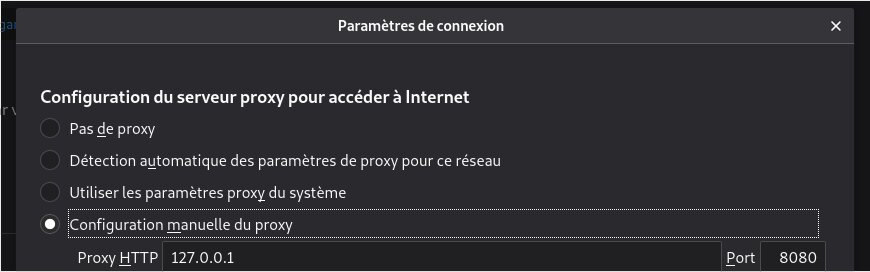 Paramètres de connexion
Configuration du serveur proxy pour accéder à Internet
Pas de proxy
Détection automatique des paramètres de proxy pour ce réseau
Utiliser les paramètres proxy du système
Configuration manuelle du proxy
Proxy HTTP 127.0.0.1 Port 8080